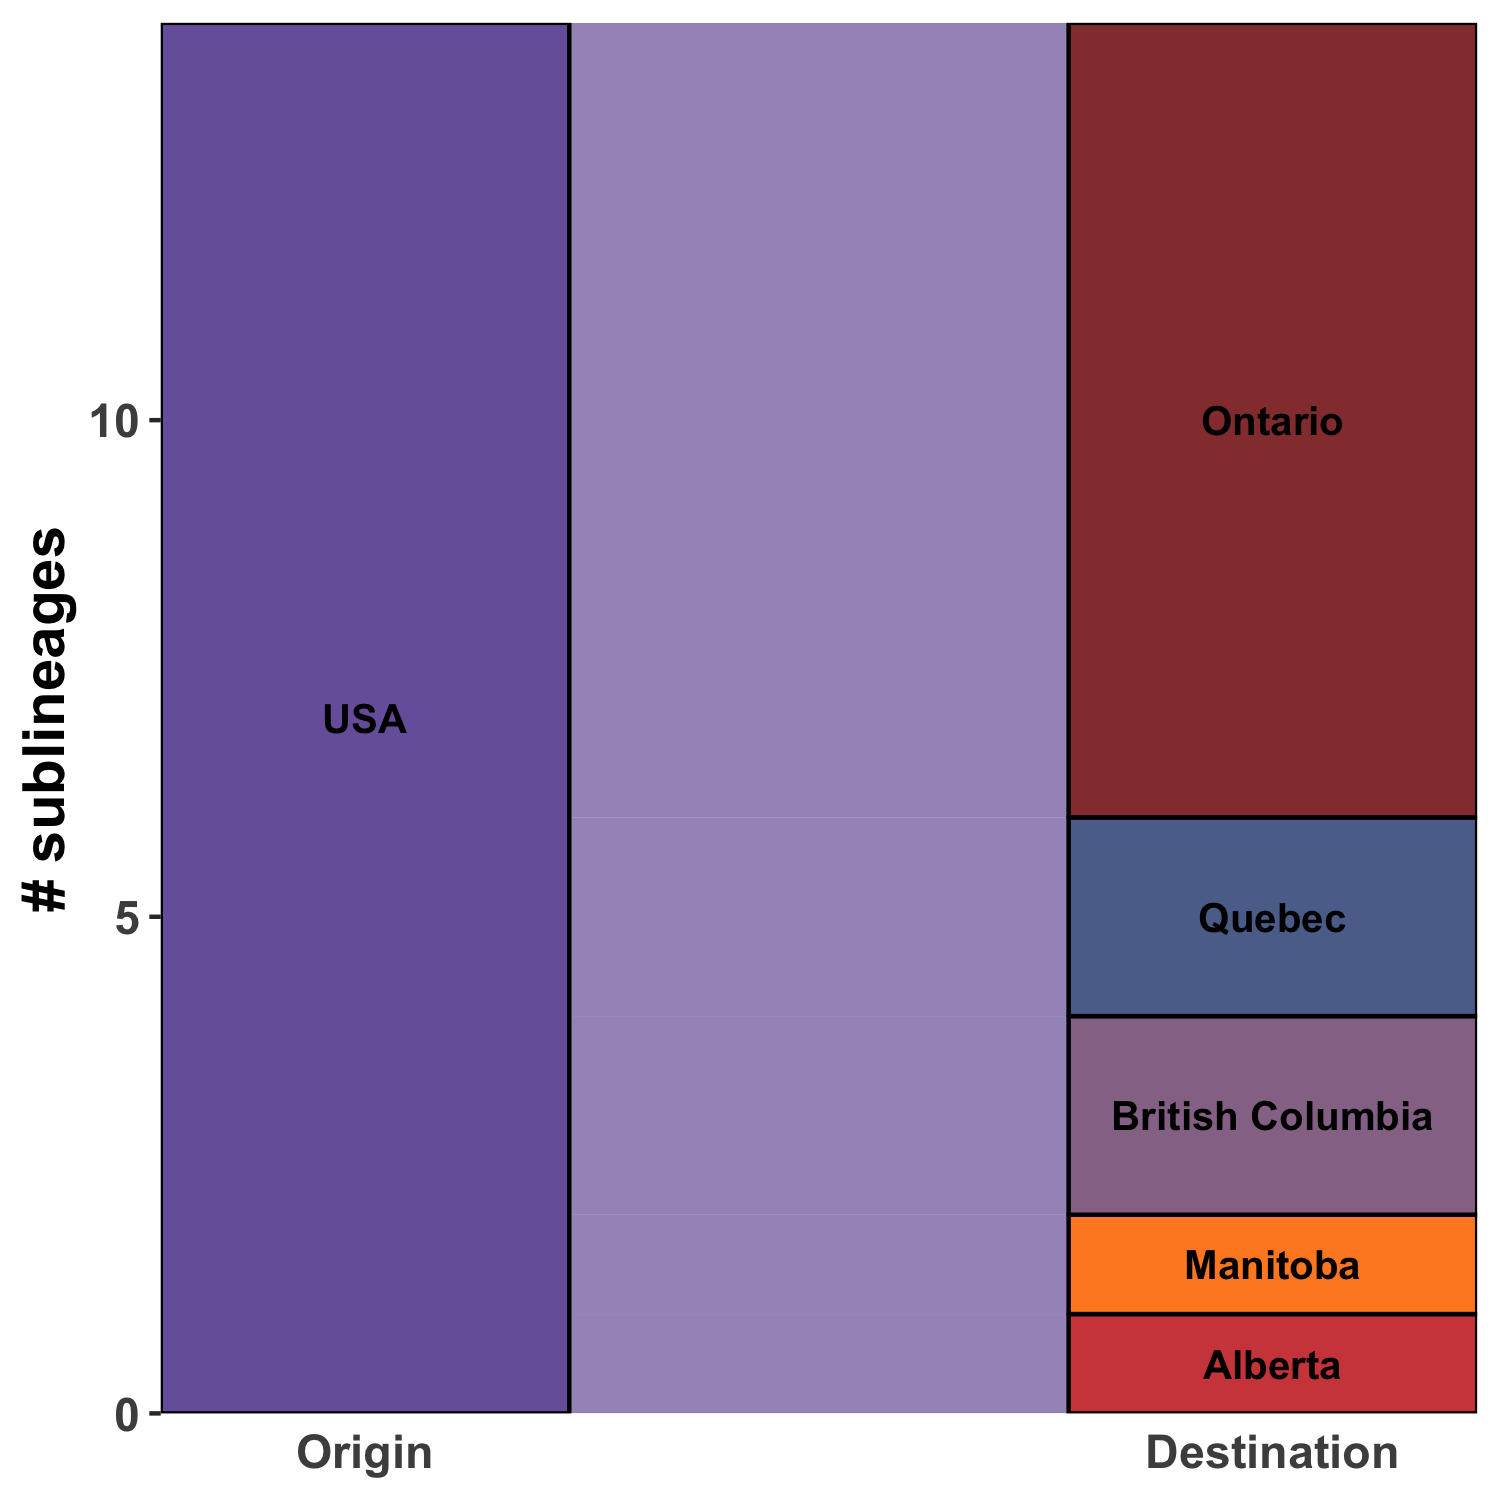 # sublineages
10
5
0
USA
Ontario
Quebec
British Columbia
Manitoba
Alberta
Origin
Destination